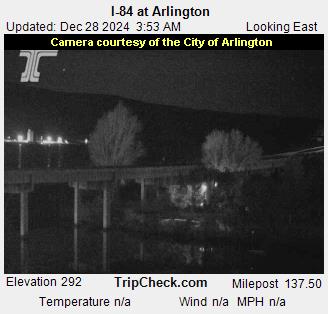 I-84 at Arlington
Updated: Dec 28 2024 3:53 AM Looking East
Camera courtesy of the City of Arlington
Elevation 292 TripCheck.com Milepost 137.50
Temperature n/a Wind n/a MPH n/a